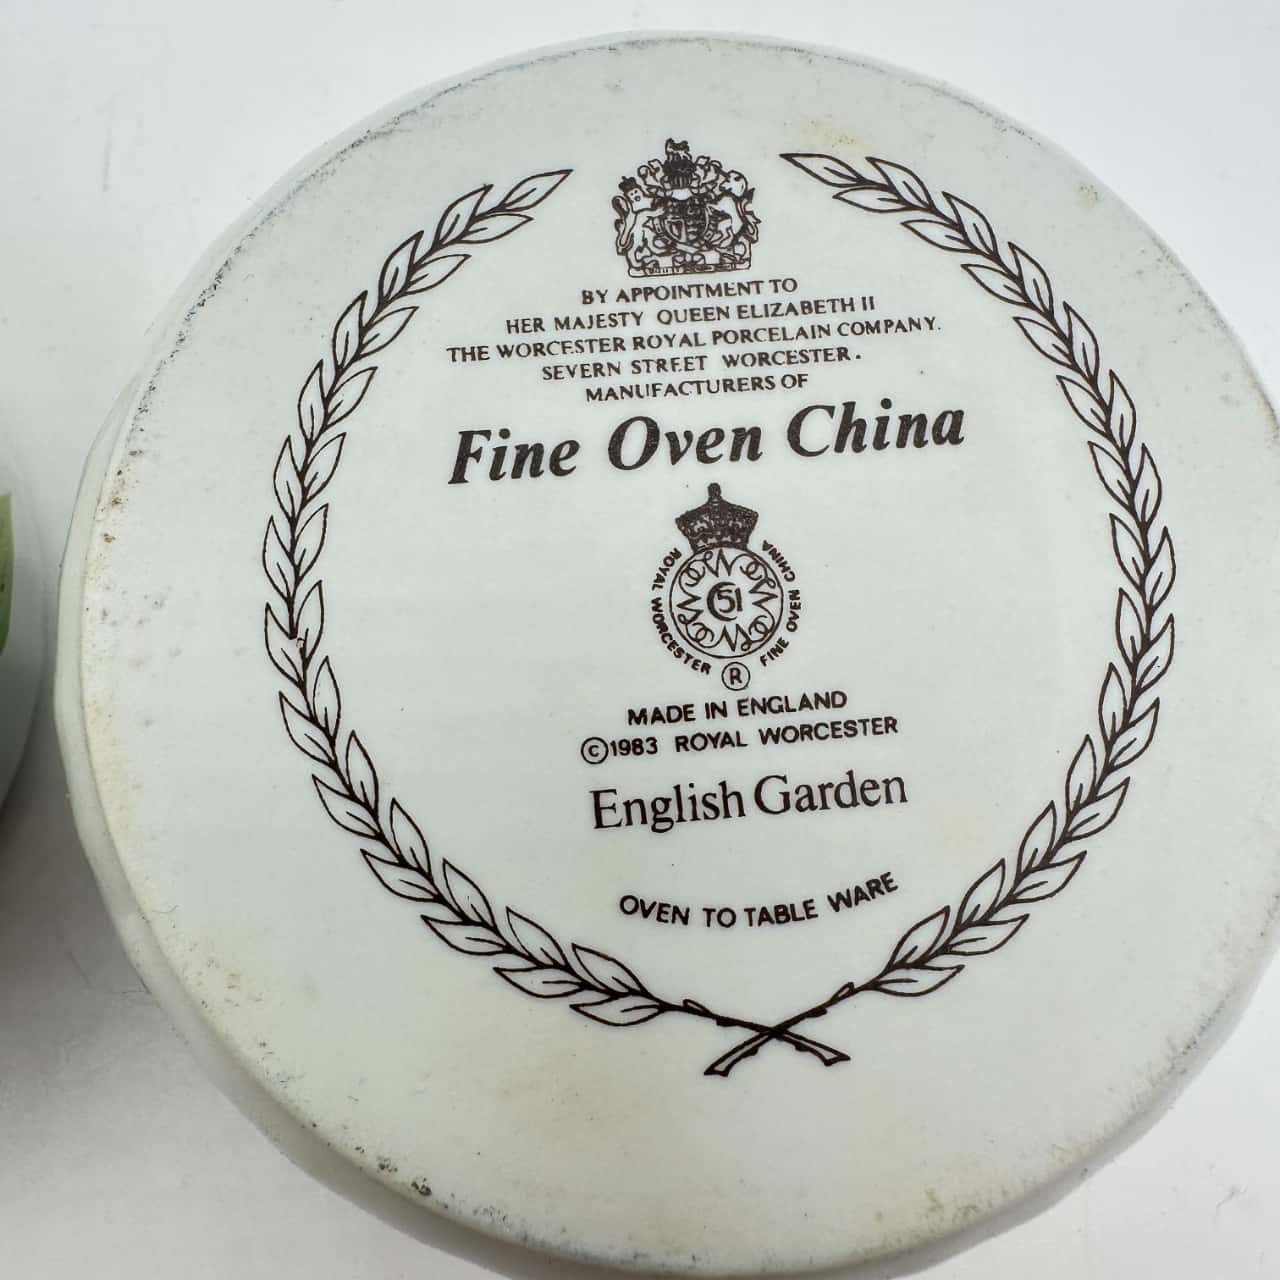 BY APPOINTMENT TO
HER MAJESTY QUEEN ELIZABETH II
THE WORCESTER ROYAL PORCELAIN COMPANY.
SEVERN STREET WORCESTER.
MANUFACTURERS OF
Fine Oven China
ROYAL WORCESTER FINE OVEN CHINA
51
®
MADE IN ENGLAND
©1983 ROYAL WORCESTER
English Garden
OVEN TO TABLE WARE